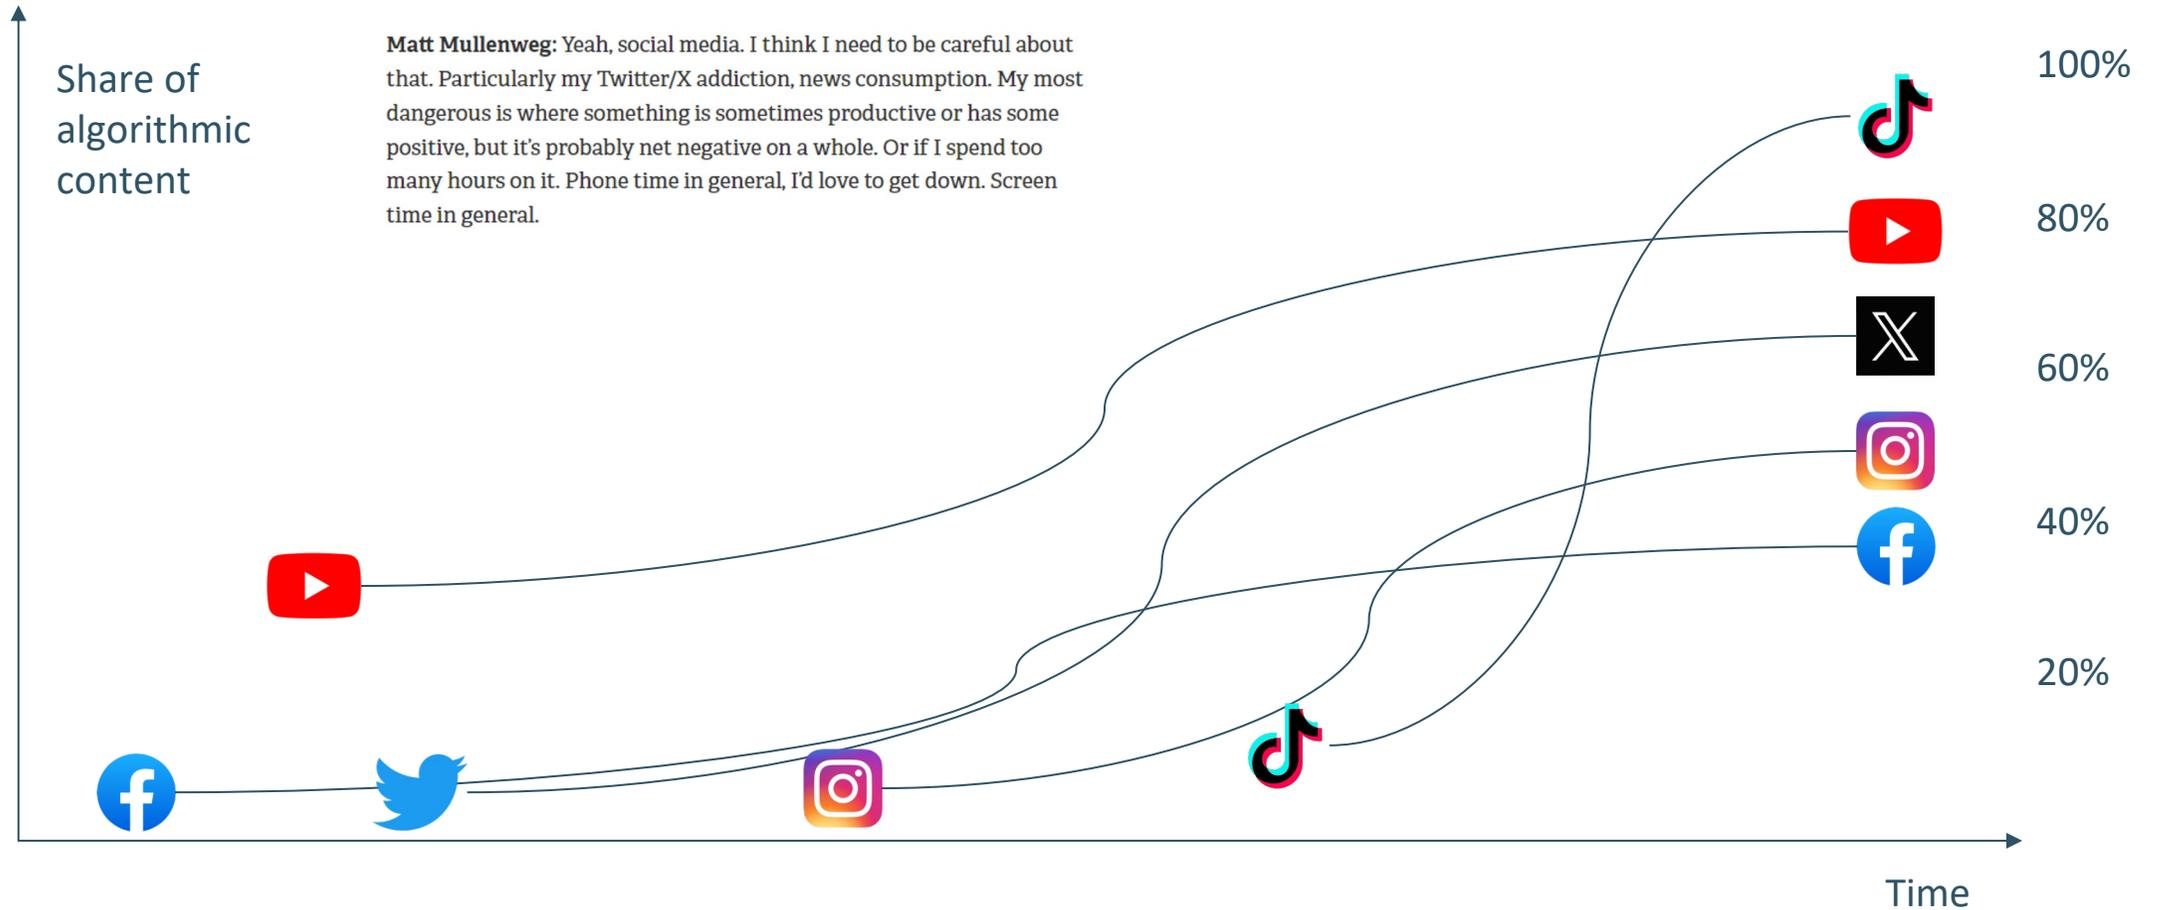 Share of
algorithmic
content
Matt Mullenweg: Yeah, social media. I think I need to be careful about
that. Particularly my Twitter/X addiction, news consumption. My most
dangerous is where something is sometimes productive or has some
positive, but it's probably net negative on a whole. Or if I spend too
many hours on it. Phone time in general, I'd love to get down. Screen
time in general.
100%
80%
60%
40%
20%
Time